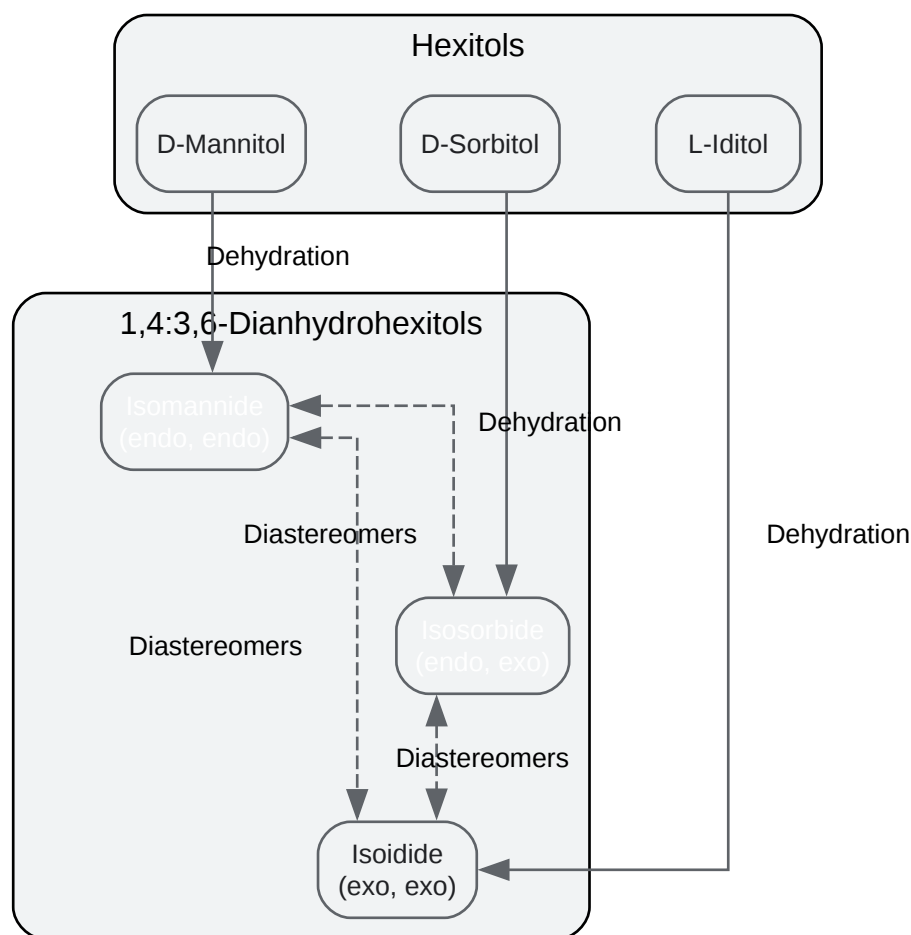 Hexitols
D-Mannitol
D-Sorbitol
L-Iditol
Dehydration
1,4:3,6-Dianhydrohexitols
Isomannide
(endo, endo)
Dehydration
Diastereomers
Dehydration
Isosorbide
(endo, exo)
Diastereomers
Diastereomers
Isoidide
(exo, exo)